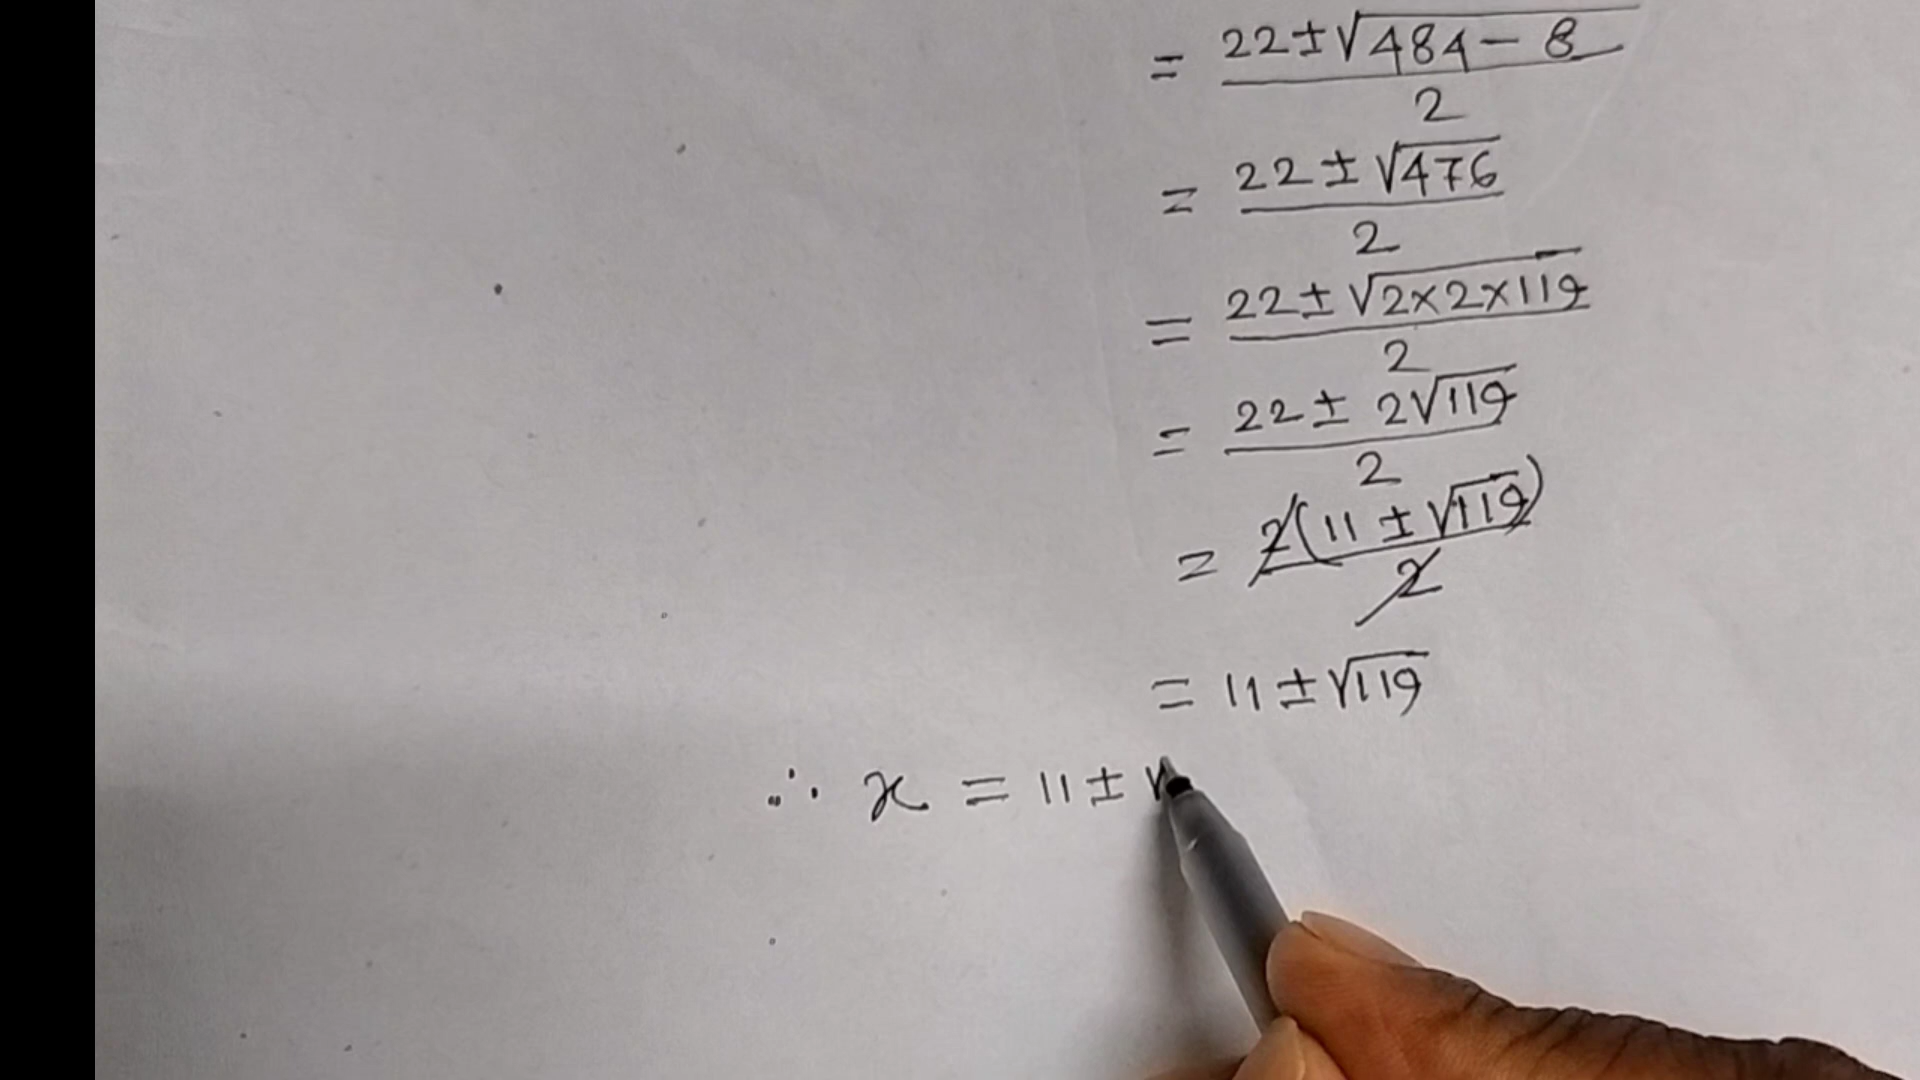 = (22 ± √(484 − 8)) / 2
= (22 ± √476) / 2
= (22 ± √(2×2×119)) / 2
= (22 ± 2√119) / 2
= 2(11 ± √119) / 2
= 11 ± √119
∴ x = 11 ± √